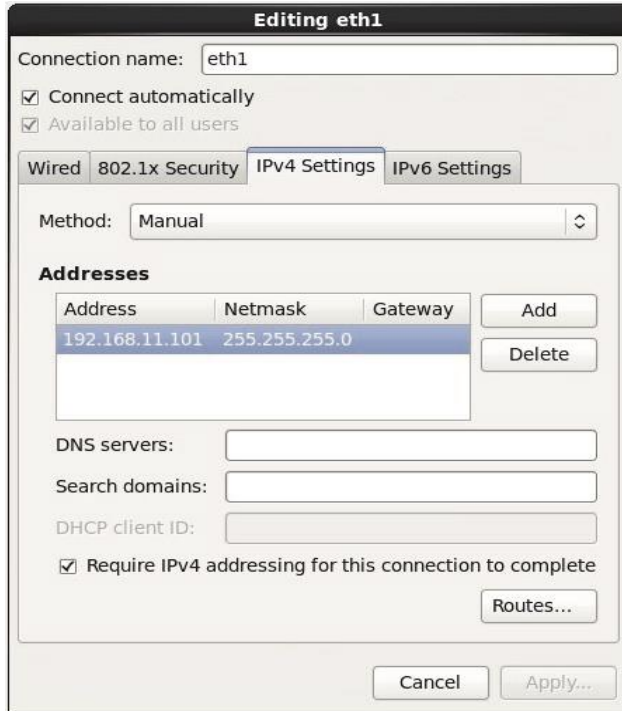 Editing eth1
Connection name: eth1
Connect automatically
Available to all users
Wired 802.1x Security IPv4 Settings IPv6 Settings
Method: Manual
Addresses
Address Netmask Gateway Add
192.168.11.101 255.255.255.0
Delete
DNS servers:
Search domains:
DHCP client ID:
Require IPv4 addressing for this connection to complete
Routes...
Cancel Apply...